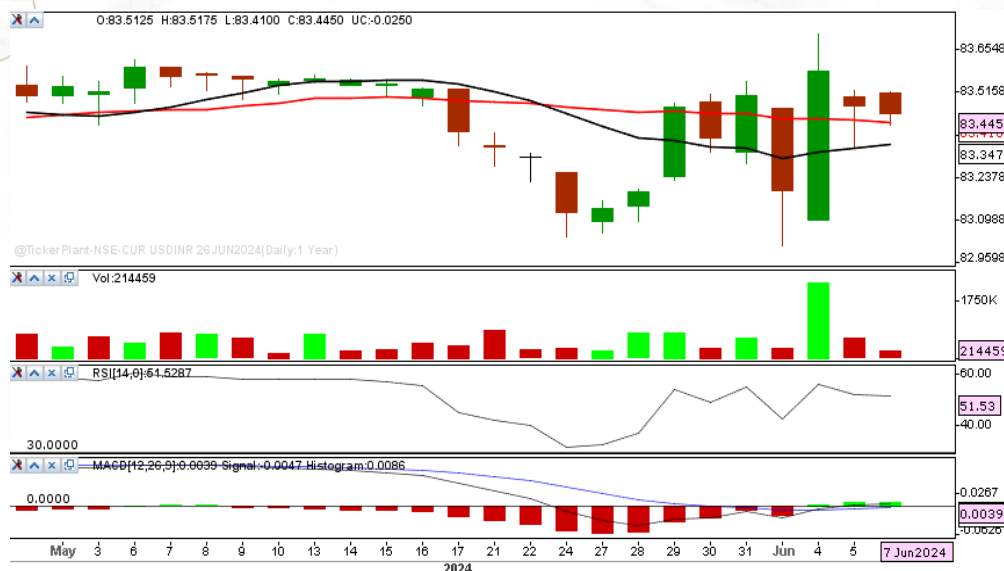 O:83.5125 H:83.5175 L:83.4100 C:83.4450 UC:-0.0250
83.6548
83.5158
83.445
83.347
83.2378
83.0988
82.9598
@TickerPlant-NSE-CUR USDINR 26JUN2024(Daily:1 Year)
Vol:214459
1750K
214459
RSI[14,0]:51.5287
60.00
51.53
40.00
30.0000
MACD[12,26,9]:0.0039 Signal:-0.0047 Histogram:0.0086
0.0000
0.0267
0.0039
-0.0626
May 3 6 7 8 9 10 13 14 15 16 17 21 22 24 27 28 29 30 31 Jun 4 5 7 Jun2024
2024